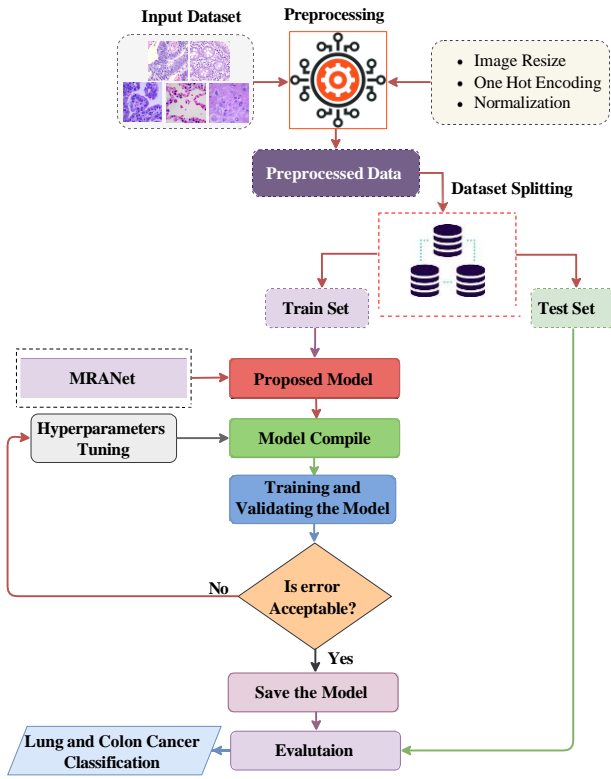 Input Dataset
Preprocessing
• Image Resize
• One Hot Encoding
• Normalization
Preprocessed Data
Dataset Splitting
Train Set
Test Set
MRANet
Proposed Model
Hyperparameters
Tuning
Model Compile
Training and
Validating the Model
Is error
Acceptable?
No
Yes
Save the Model
Lung and Colon Cancer
Classification
Evalutaion